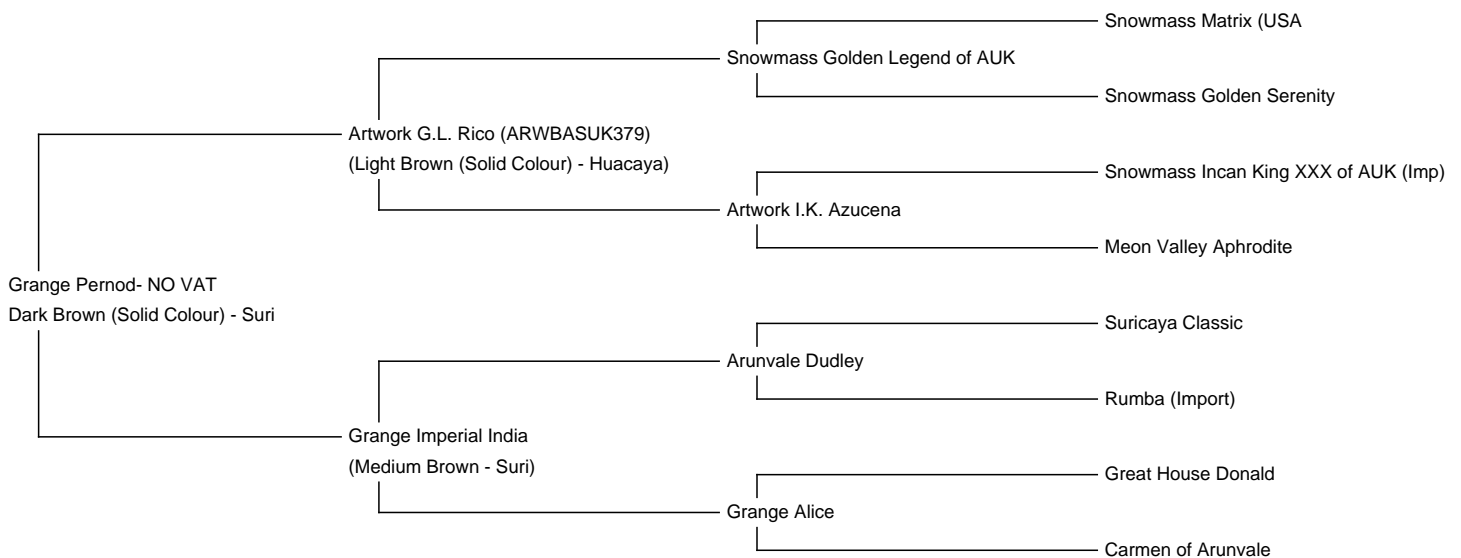 Snowmass Matrix (USA
Snowmass Golden Legend of AUK
Snowmass Golden Serenity
Artwork G.L. Rico (ARWBASUK379)
(Light Brown (Solid Colour) - Huacaya)
Snowmass Incan King XXX of AUK (Imp)
Artwork I.K. Azucena
Meon Valley Aphrodite
Grange Pernod- NO VAT
Dark Brown (Solid Colour) - Suri
Suricaya Classic
Arunvale Dudley
Rumba (Import)
Grange Imperial India
(Medium Brown - Suri)
Great House Donald
Grange Alice
Carmen of Arunvale